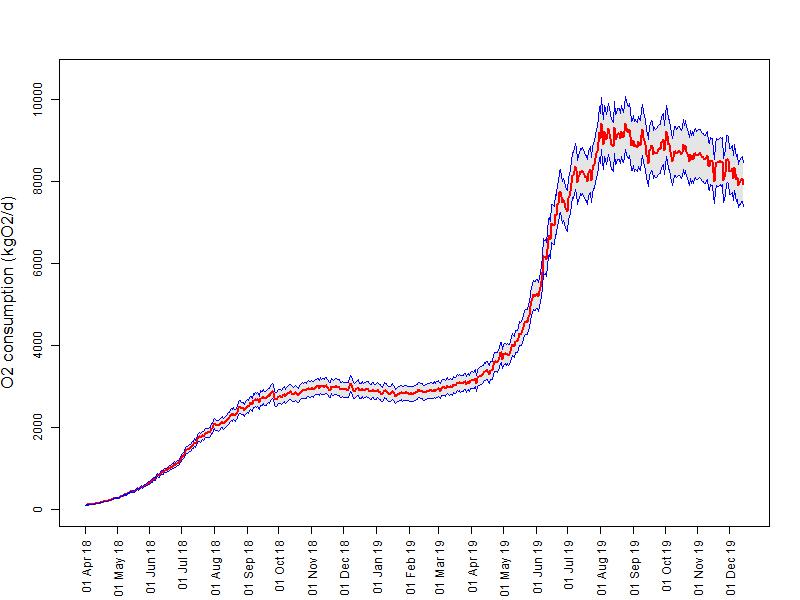 O2 consumption (kgO2/d)
10000
8000
6000
4000
2000
0
01 Apr 18
01 May 18
01 Jun 18
01 Jul 18
01 Aug 18
01 Sep 18
01 Oct 18
01 Nov 18
01 Dec 18
01 Jan 19
01 Feb 19
01 Mar 19
01 Apr 19
01 May 19
01 Jun 19
01 Jul 19
01 Aug 19
01 Sep 19
01 Oct 19
01 Nov 19
01 Dec 19